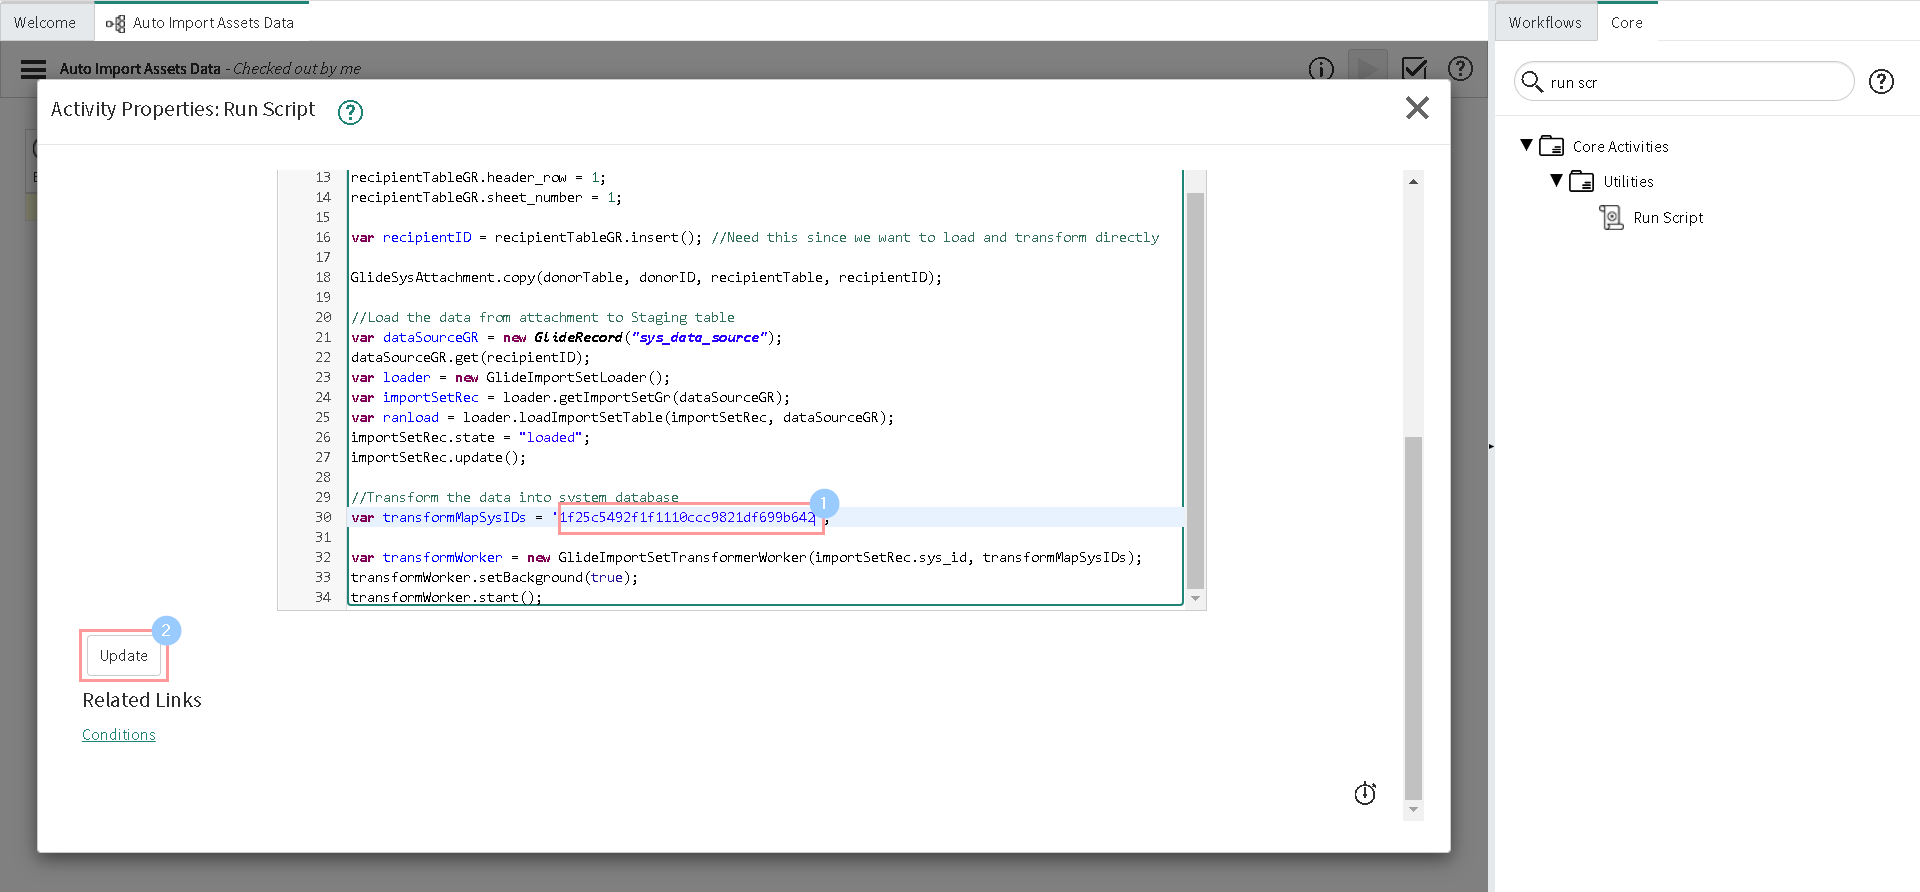 Welcome
Auto Import Assets Data
Workflows
Core
Auto Import Assets Data - Checked out by me
run scr
Activity Properties: Run Script
Core Activities
Utilities
Run Script
13 recipientTableGR.header_row = 1;
14 recipientTableGR.sheet_number = 1;
15
16 var recipientID = recipientTableGR.insert(); //Need this since we want to load and transform directly
17
18 GlideSysAttachment.copy(donorTable, donorID, recipientTable, recipientID);
19
20 //Load the data from attachment to Staging table
21 var dataSourceGR = new GlideRecord("sys_data_source");
22 dataSourceGR.get(recipientID);
23 var loader = new GlideImportSetLoader();
24 var importSetRec = loader.getImportSetGr(dataSourceGR);
25 var ranload = loader.loadImportSetTable(importSetRec, dataSourceGR);
26 importSetRec.state = "loaded";
27 importSetRec.update();
28
29 //Transform the data into system database
30 var transformMapSysIDs = '1f25c5492f1f1110ccc9821df699b642';
1
31
32 var transformWorker = new GlideImportSetTransformerWorker(importSetRec.sys_id, transformMapSysIDs);
33 transformWorker.setBackground(true);
34 transformWorker.start();
2
Update
Related Links
Conditions